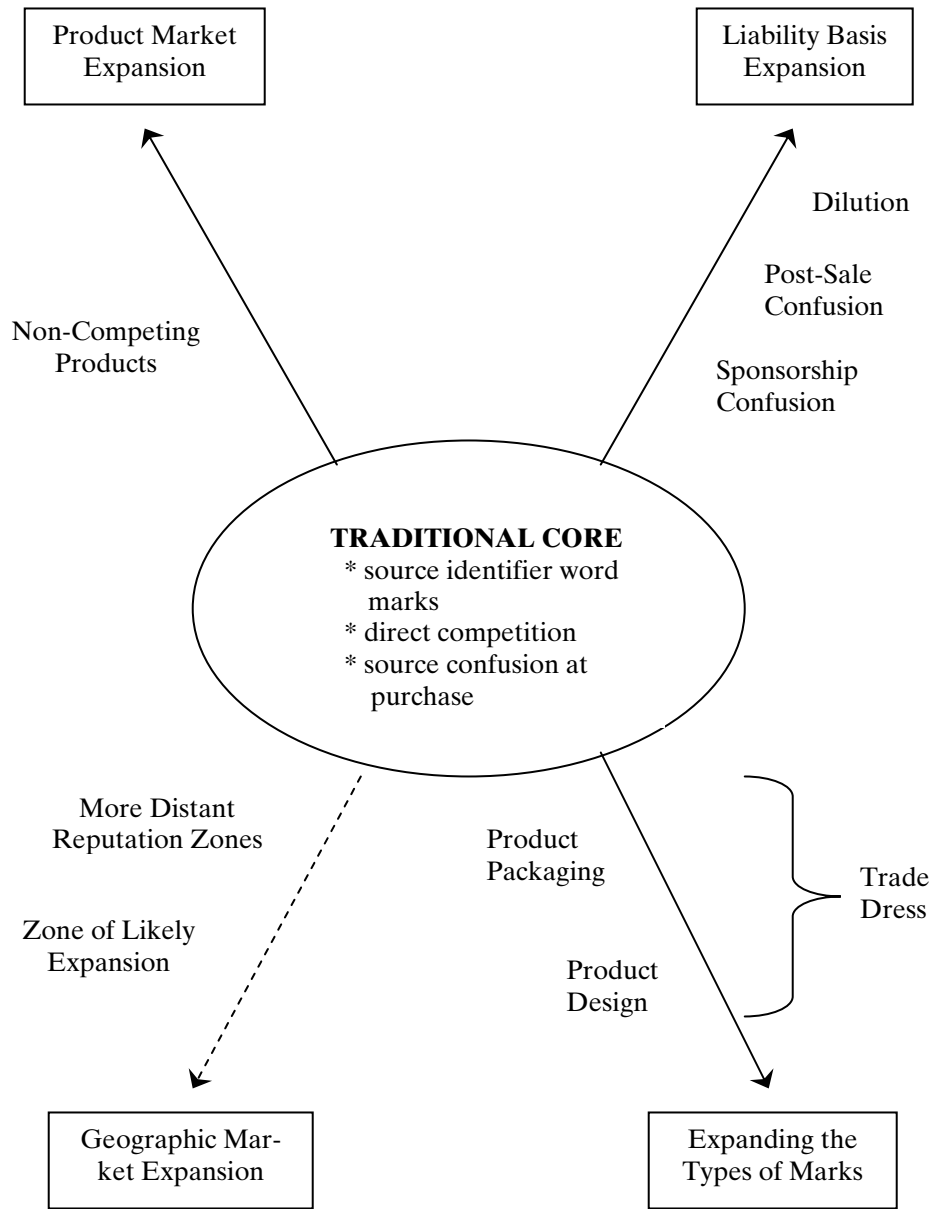 Product Market
Expansion
Liability Basis
Expansion
Dilution
Post-Sale
Confusion
Non-Competing
Products
Sponsorship
Confusion
TRADITIONAL CORE
* source identifier word
marks
* direct competition
* source confusion at
purchase
More Distant
Reputation Zones
Product
Packaging
Trade
Dress
Zone of Likely
Expansion
Product
Design
Geographic Mar-
ket Expansion
Expanding the
Types of Marks